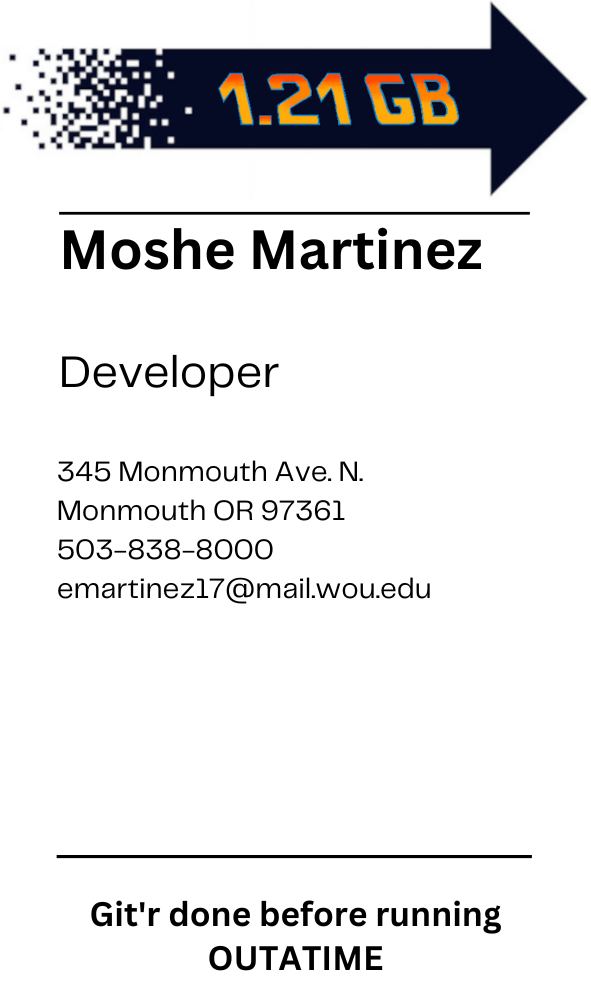 1.21 GB
Moshe Martinez
Developer
345 Monmouth Ave. N.
Monmouth OR 97361
503-838-8000
emartinez17@mail.wou.edu
Git'r done before running
OUTATIME